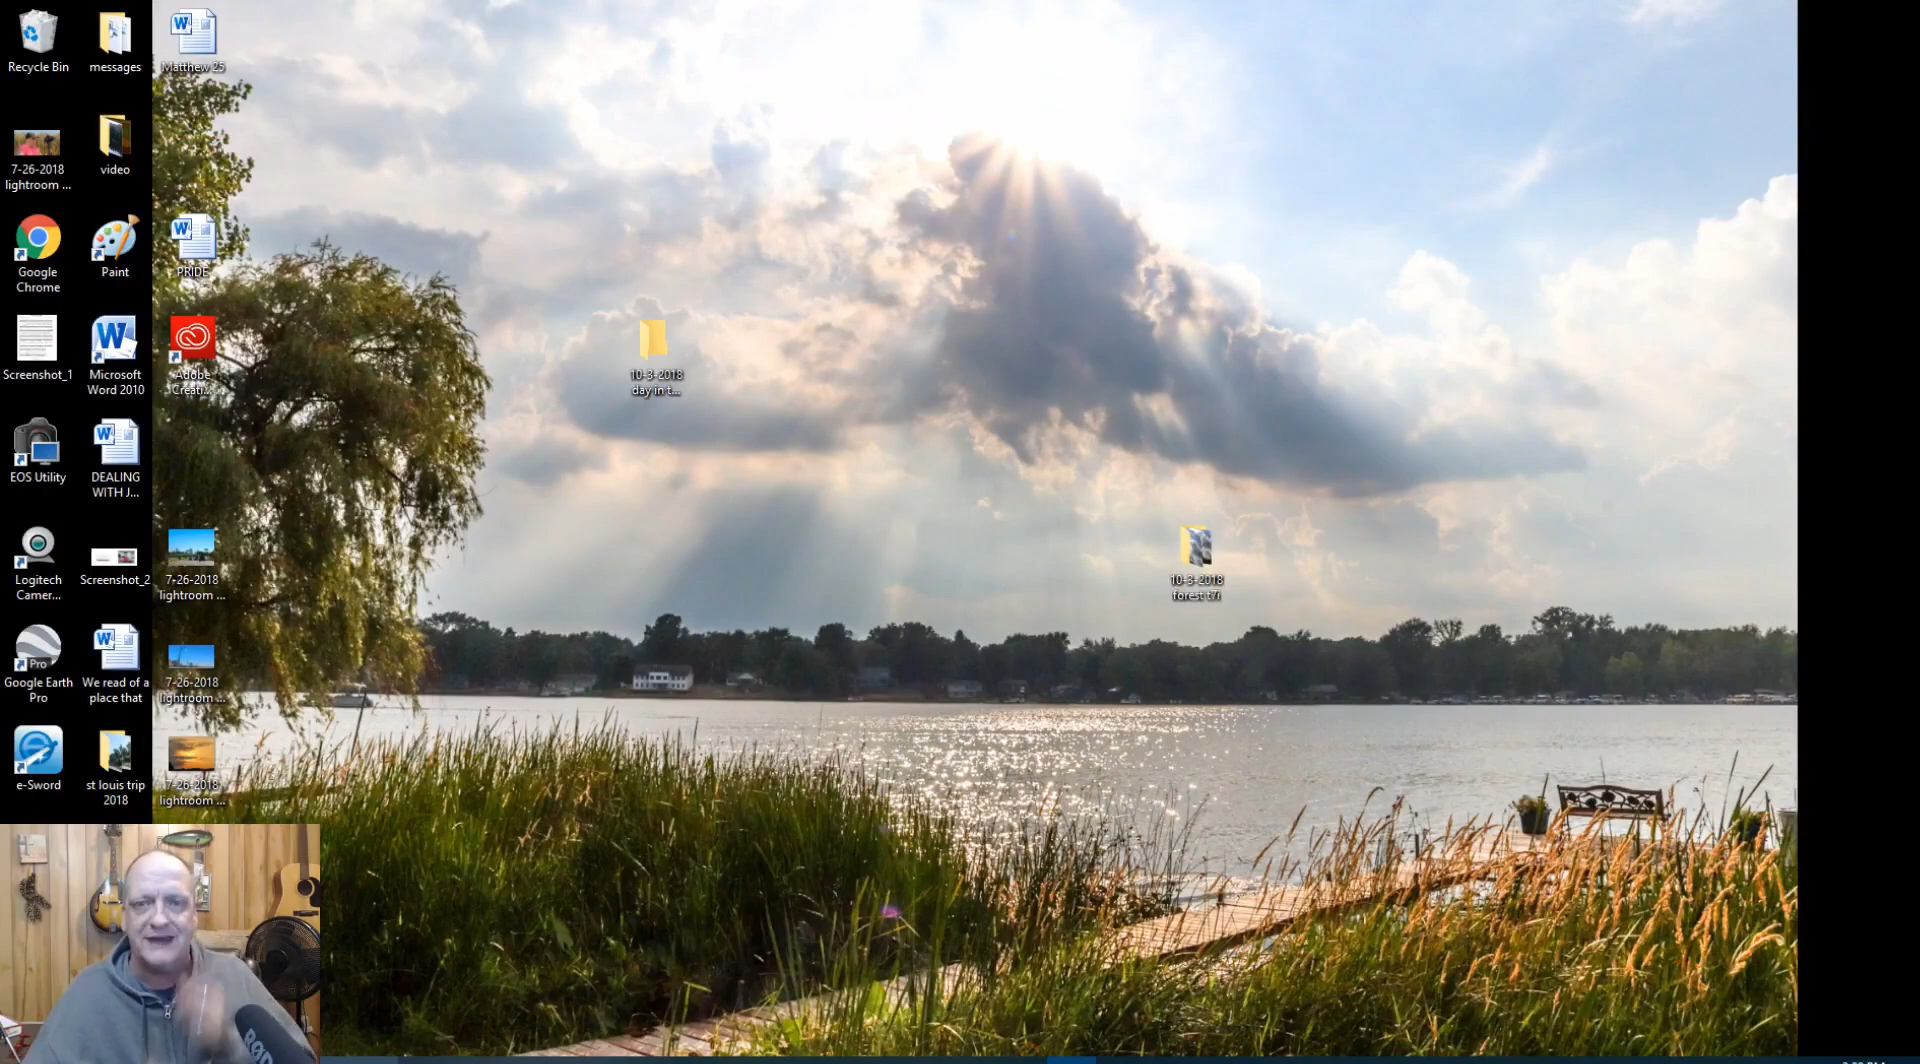 Recycle Bin
messages
Matthew 25
7-26-2018
lightroom ...
video
Google
Chrome
Paint
PRIDE
Screenshot_1
Microsoft
Word 2010
Adobe
Creati...
10-3-2018
day in t...
EOS Utility
DEALING
WITH J...
Logitech
Camer...
Screenshot_2
7-26-2018
lightroom ...
10-3-2018
forest t7i
Pro
Google Earth
Pro
We read of a
place that
7-26-2018
lightroom ...
e-Sword
st louis trip
2018
7-26-2018
lightroom ...
RØD